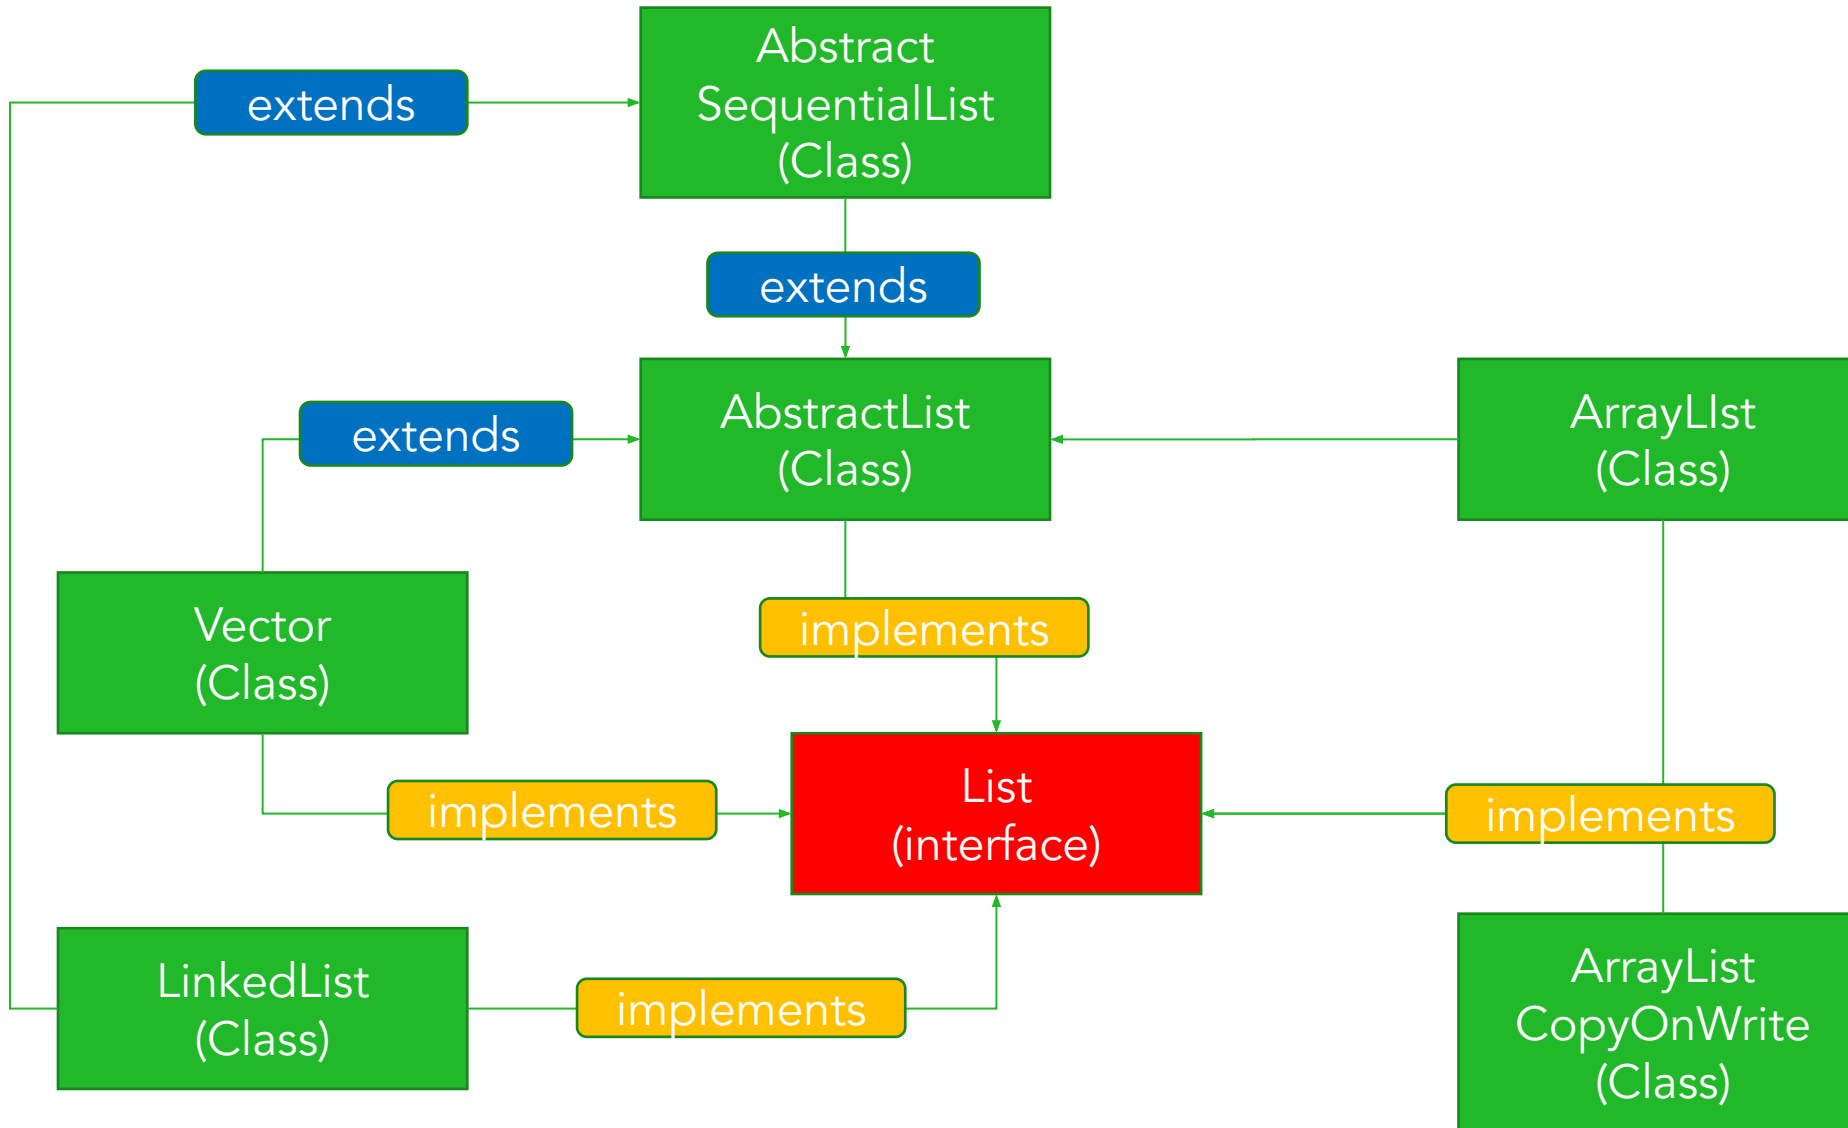 Abstract
SequentialList
(Class)
extends
extends
AbstractList
(Class)
extends
ArrayLIst
(Class)
Vector
(Class)
implements
List
(interface)
implements
implements
LinkedList
(Class)
implements
ArrayList
CopyOnWrite
(Class)